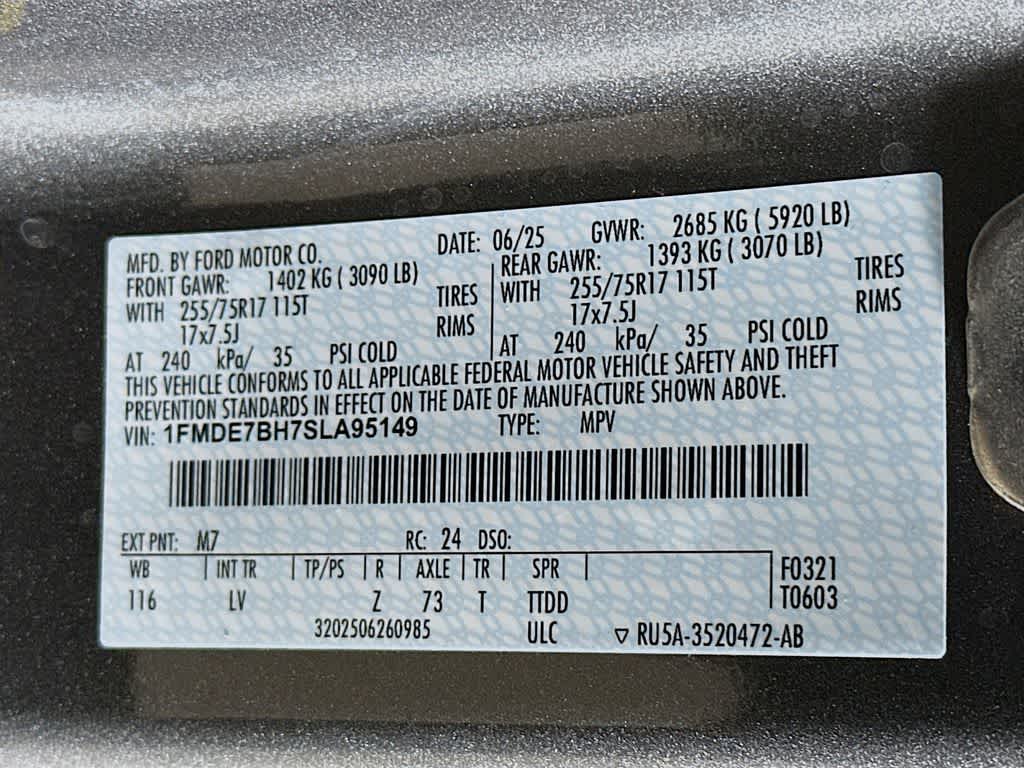 MFD. BY FORD MOTOR CO. DATE: 06/25 GVWR: 2685 KG ( 5920 LB)
FRONT GAWR: 1402 KG ( 3090 LB) REAR GAWR: 1393 KG ( 3070 LB)
WITH 255/75R17 115T TIRES WITH 255/75R17 115T TIRES
17x7.5J RIMS 17x7.5J RIMS
AT 240 kPa/ 35 PSI COLD AT 240 kPa/ 35 PSI COLD
THIS VEHICLE CONFORMS TO ALL APPLICABLE FEDERAL MOTOR VEHICLE SAFETY AND THEFT
PREVENTION STANDARDS IN EFFECT ON THE DATE OF MANUFACTURE SHOWN ABOVE.
VIN: 1FMDE7BH7SLA95149 TYPE: MPV
EXT PNT: M7 RC: 24 DSO:
WB INT TR TP/PS R AXLE TR SPR F0321
116 LV Z 73 T TTDD T0603
3202506260985 ULC ▽ RU5A-3520472-AB